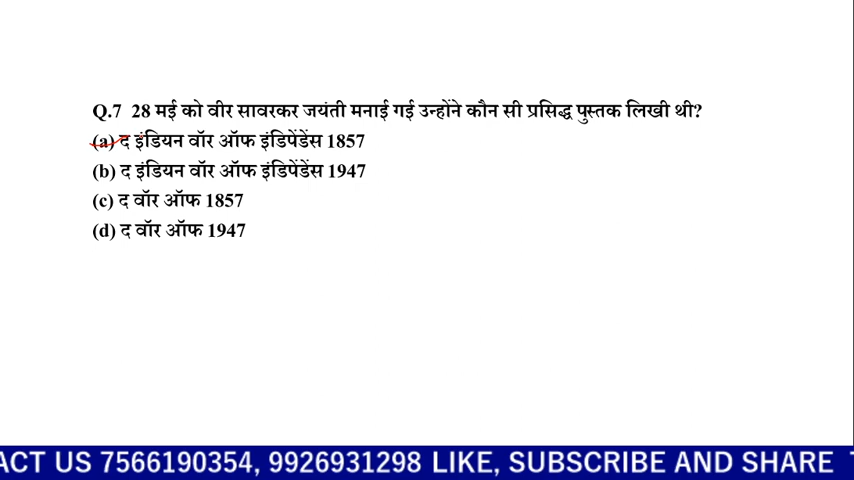 Q.7 28 मई को वीर सावरकर जयंती मनाई गई उन्होंने कौन सी प्रसिद्ध पुस्तक लिखी थी?
(a) द इंडियन वॉर ऑफ इंडिपेंडेंस 1857
(b) द इंडियन वॉर ऑफ इंडिपेंडेंस 1947
(c) द वॉर ऑफ 1857
(d) द वॉर ऑफ 1947
ACT US 7566190354, 9926931298 LIKE, SUBSCRIBE AND SHARE